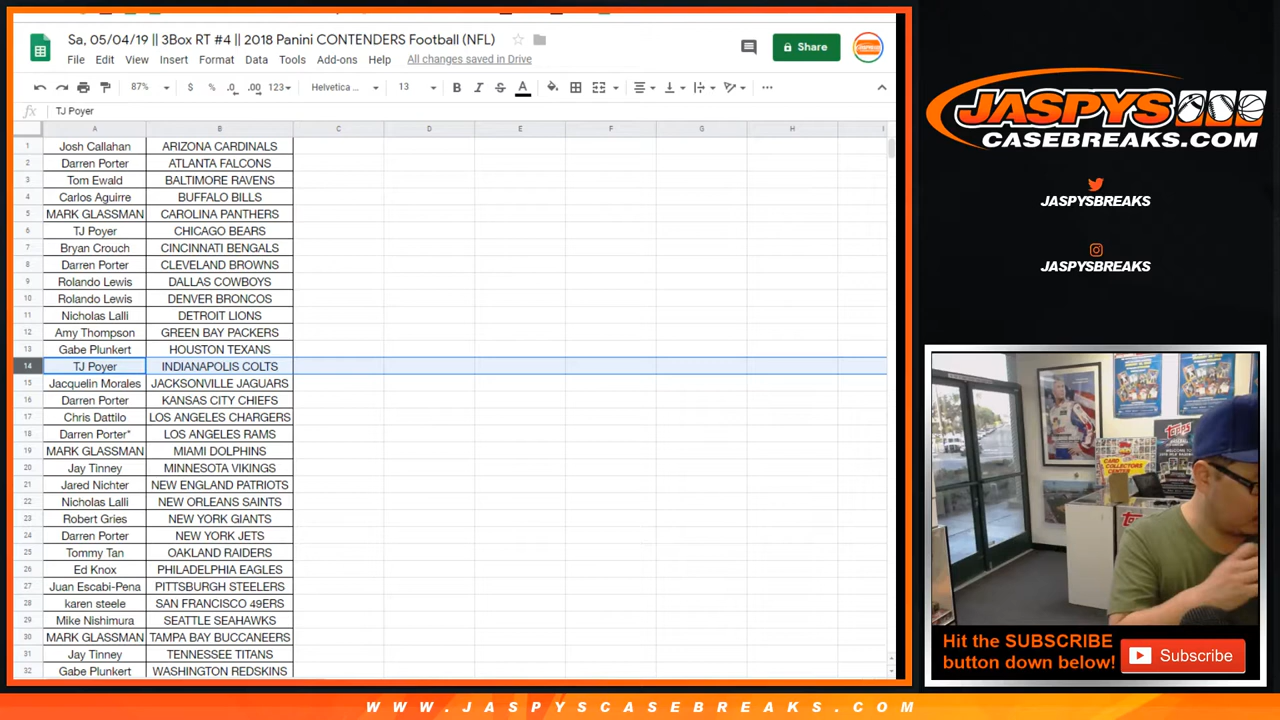 Sa, 05/04/19 || 3Box RT #4 || 2018 Panini CONTENDERS Football (NFL)
File Edit View Insert Format Data Tools Add-ons Help All changes saved in Drive
Share
87% $ % .0 .00 123 Helvetica ... 13 B I S A
fx TJ Poyer
A B C D E F G H I
1 Josh Callahan ARIZONA CARDINALS
2 Darren Porter ATLANTA FALCONS
3 Tom Ewald BALTIMORE RAVENS
4 Carlos Aguirre BUFFALO BILLS
5 MARK GLASSMAN CAROLINA PANTHERS
6 TJ Poyer CHICAGO BEARS
7 Bryan Crouch CINCINNATI BENGALS
8 Darren Porter CLEVELAND BROWNS
9 Rolando Lewis DALLAS COWBOYS
10 Rolando Lewis DENVER BRONCOS
11 Nicholas Lalli DETROIT LIONS
12 Amy Thompson GREEN BAY PACKERS
13 Gabe Plunkert HOUSTON TEXANS
14 TJ Poyer INDIANAPOLIS COLTS
15 Jacquelin Morales JACKSONVILLE JAGUARS
16 Darren Porter KANSAS CITY CHIEFS
17 Chris Dattilo LOS ANGELES CHARGERS
18 Darren Porter* LOS ANGELES RAMS
19 MARK GLASSMAN MIAMI DOLPHINS
20 Jay Tinney MINNESOTA VIKINGS
21 Jared Nichter NEW ENGLAND PATRIOTS
22 Nicholas Lalli NEW ORLEANS SAINTS
23 Robert Gries NEW YORK GIANTS
24 Darren Porter NEW YORK JETS
25 Tommy Tan OAKLAND RAIDERS
26 Ed Knox PHILADELPHIA EAGLES
27 Juan Escabi-Pena PITTSBURGH STEELERS
28 karen steele SAN FRANCISCO 49ERS
29 Mike Nishimura SEATTLE SEAHAWKS
30 MARK GLASSMAN TAMPA BAY BUCCANEERS
31 Jay Tinney TENNESSEE TITANS
32 Gabe Plunkert WASHINGTON REDSKINS
JASPYS
CASEBREAKS.COM
JASPYSBREAKS
JASPYSBREAKS
Topps
CARD
COLLECTORS
CENTER
Hit the SUBSCRIBE
button down below!
Subscribe
WWW.JASPYSCASEBREAKS.COM